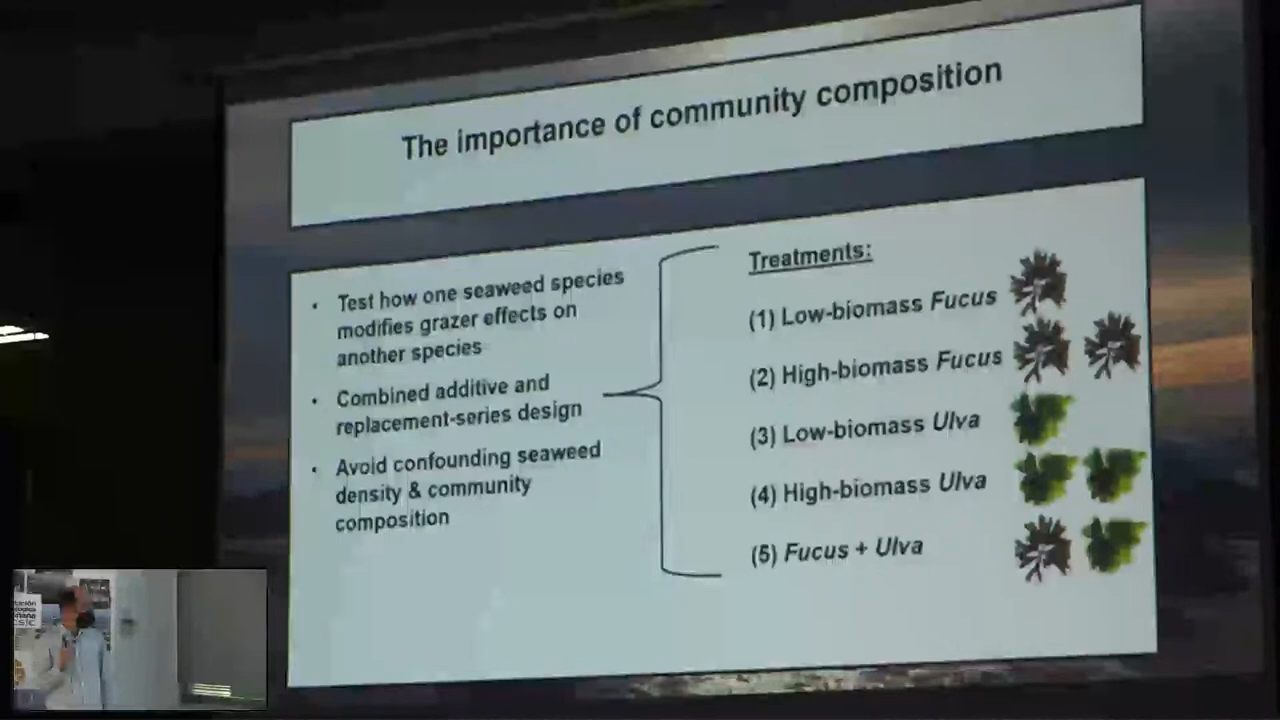 The importance of community composition
• Test how one seaweed species
modifies grazer effects on
another species
• Combined additive and
replacement-series design
• Avoid confounding seaweed
density & community
composition
Treatments:
(1) Low-biomass Fucus
(2) High-biomass Fucus
(3) Low-biomass Ulva
(4) High-biomass Ulva
(5) Fucus + Ulva
CSIC